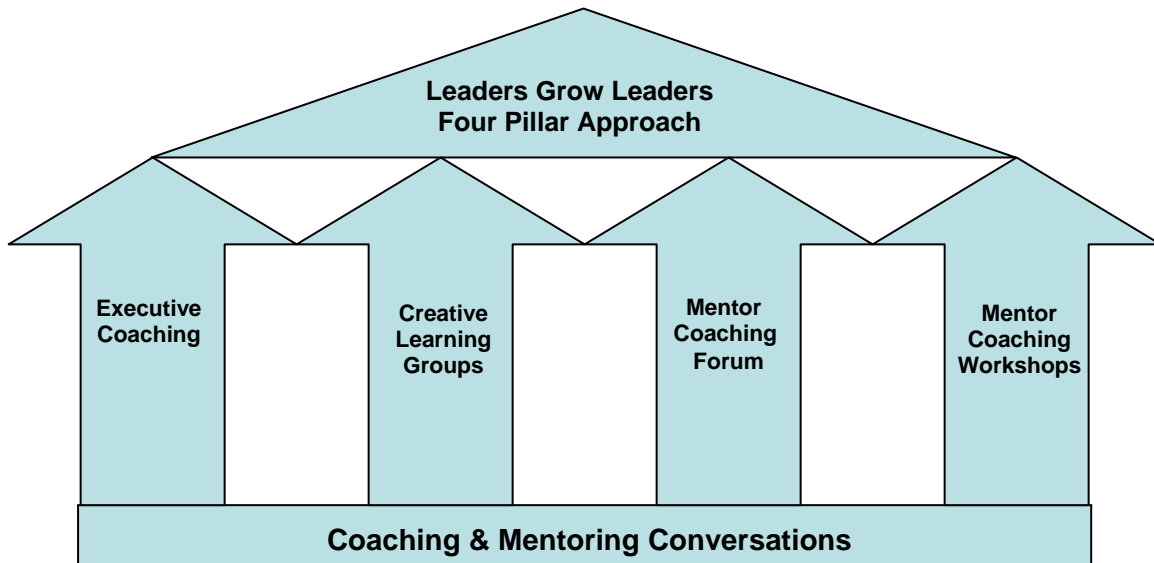 Leaders Grow Leaders
Four Pillar Approach
Executive
Coaching
Creative
Learning
Groups
Mentor
Coaching
Forum
Mentor
Coaching
Workshops
Coaching & Mentoring Conversations